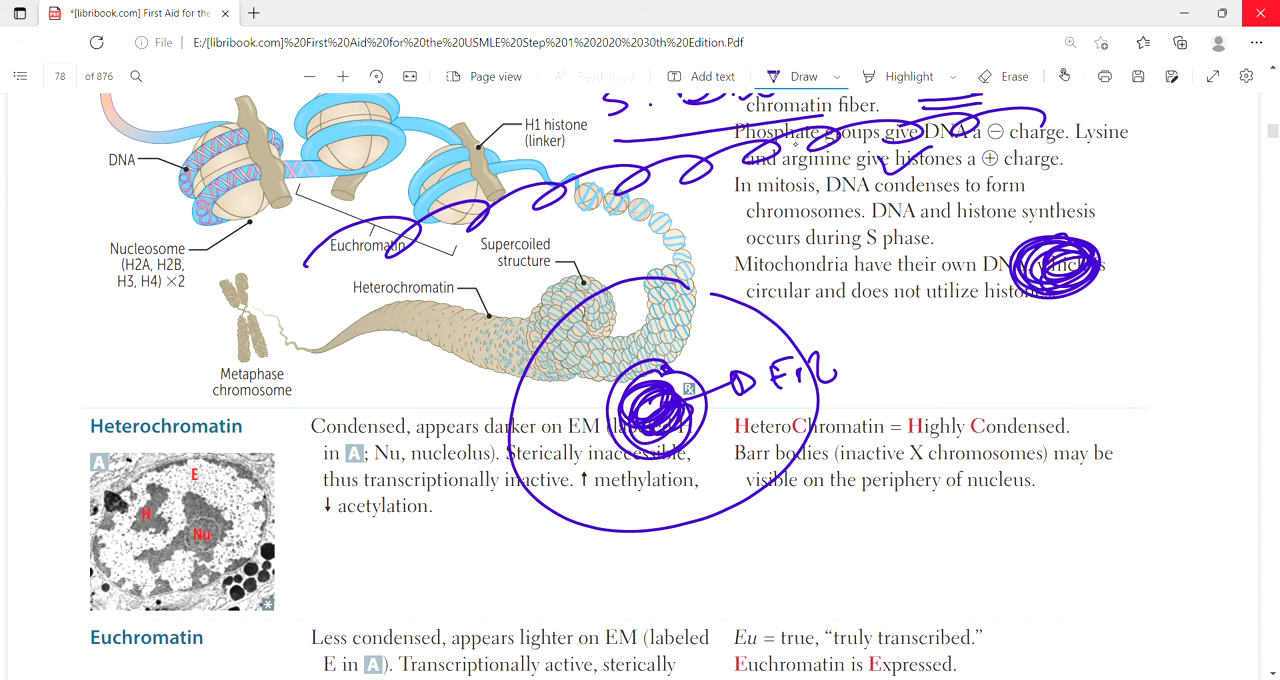 *[libribook.com] First Aid for the
E:/[libribook.com]%20First%20Aid%20for%20the%20USMLE%20Step%201%202020%2030th%20Edition.Pdf
File
78 of 876
Page view
Read aloud
Add text
Draw
Highlight
Erase
DNA
H1 histone
(linker)
Euchromatin
Nucleosome
(H2A, H2B,
H3, H4) ×2
Supercoiled
structure
Heterochromatin
Metaphase
chromosome
chromatin fiber.
Phosphate groups give DNA a ⊖ charge. Lysine
and arginine give histones a ⊕ charge.
In mitosis, DNA condenses to form
chromosomes. DNA and histone synthesis
occurs during S phase.
Mitochondria have their own DNA, which is
circular and does not utilize histones.
Heterochromatin
Condensed, appears darker on EM (labeled H
in A; Nu, nucleolus). Sterically inaccessible,
thus transcriptionally inactive. ↑ methylation,
↓ acetylation.
HeteroChromatin = Highly Condensed.
Barr bodies (inactive X chromosomes) may be
visible on the periphery of nucleus.
A
E
H
Nu
Euchromatin
Less condensed, appears lighter on EM (labeled
E in A). Transcriptionally active, sterically
Eu = true, “truly transcribed.”
Euchromatin is Expressed.